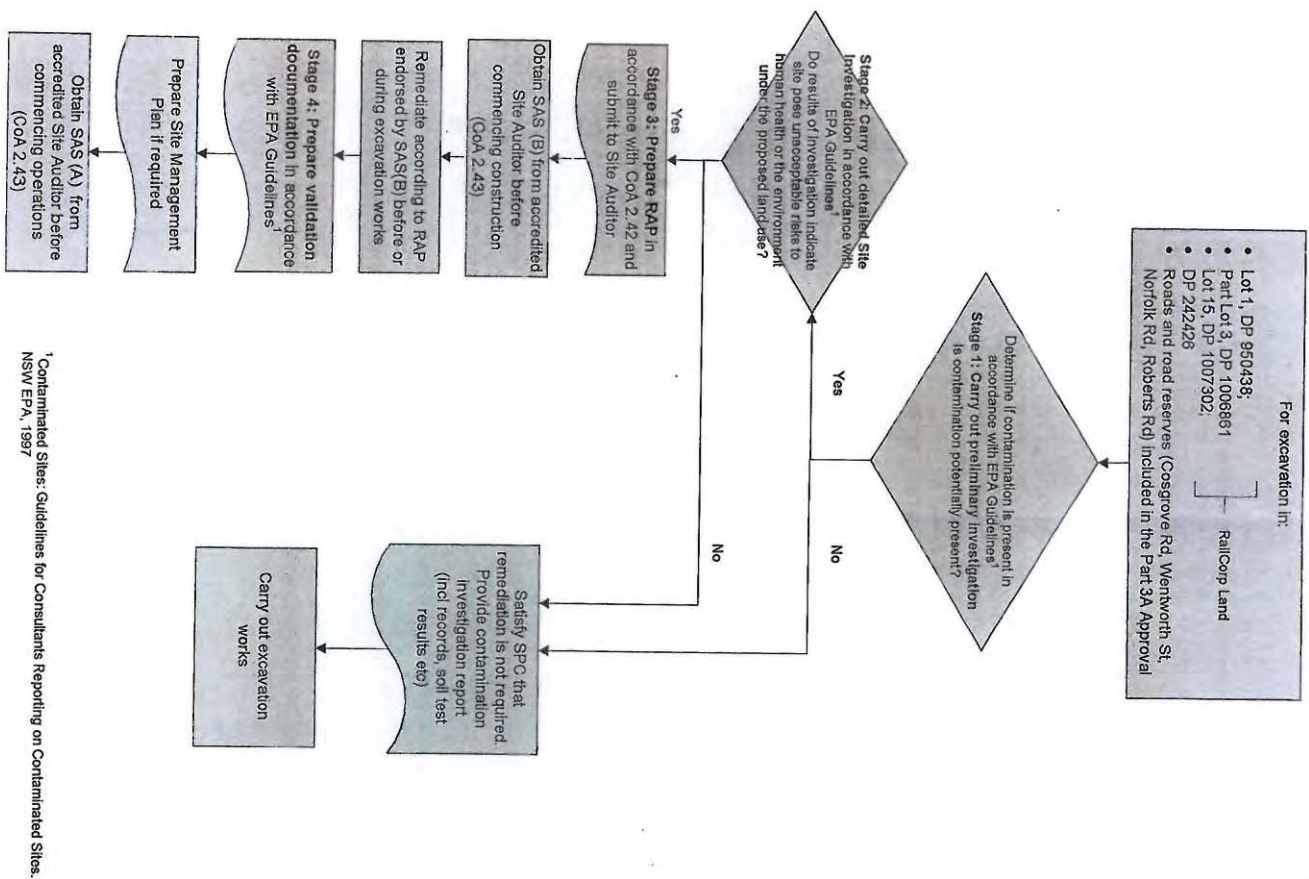 For excavation in:
• Lot 1, DP 950438;
• Part Lot 3, DP 1006861
• Lot 15, DP 1007302;
RailCorp Land
• DP 242426
• Roads and road reserves (Cosgrove Rd, Wentworth St,
Norfolk Rd, Roberts Rd) included in the Part 3A Approval
Determine if contamination is present in
accordance with EPA Guidelines¹
Stage 1: Carry out preliminary investigation
Is contamination potentially present?
Yes
No
Stage 2: Carry out detailed Site
Investigation in accordance with
EPA Guidelines¹
Do results of investigation indicate
site pose unacceptable risks to
human health or the environment
under the proposed land use?
Yes
No
Stage 3: Prepare RAP in
accordance with CoA 2.42 and
submit to Site Auditor
Obtain SAS (B) from accredited
Site Auditor before
commencing construction
(CoA 2.43)
Remediate according to RAP
endorsed by SAS(B) before or
during excavation works
Stage 4: Prepare validation
documentation in accordance
with EPA Guidelines¹
Prepare Site Management
Plan if required
Obtain SAS (A) from
accredited Site Auditor before
commencing operations
(CoA 2.43)
Satisfy SPC that
remediation is not required.
Provide contamination
investigation report
(incl records, soil test
results etc)
Carry out excavation
works
¹Contaminated Sites: Guidelines for Consultants Reporting on Contaminated Sites.
NSW EPA, 1997